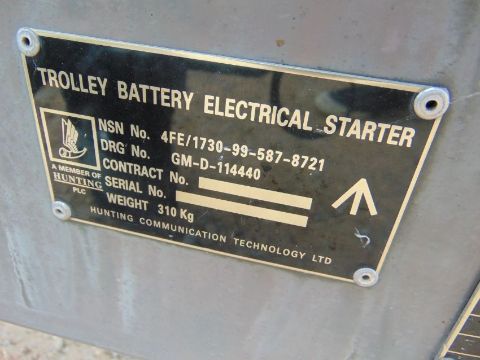 TROLLEY BATTERY ELECTRICAL STARTER
NSN No. 4FE/1730-99-587-8721
DRG No. GM-D-114440
CONTRACT No.
SERIAL No.
WEIGHT 310 Kg
A MEMBER OF
HUNTING
PLC
HUNTING COMMUNICATION TECHNOLOGY LTD